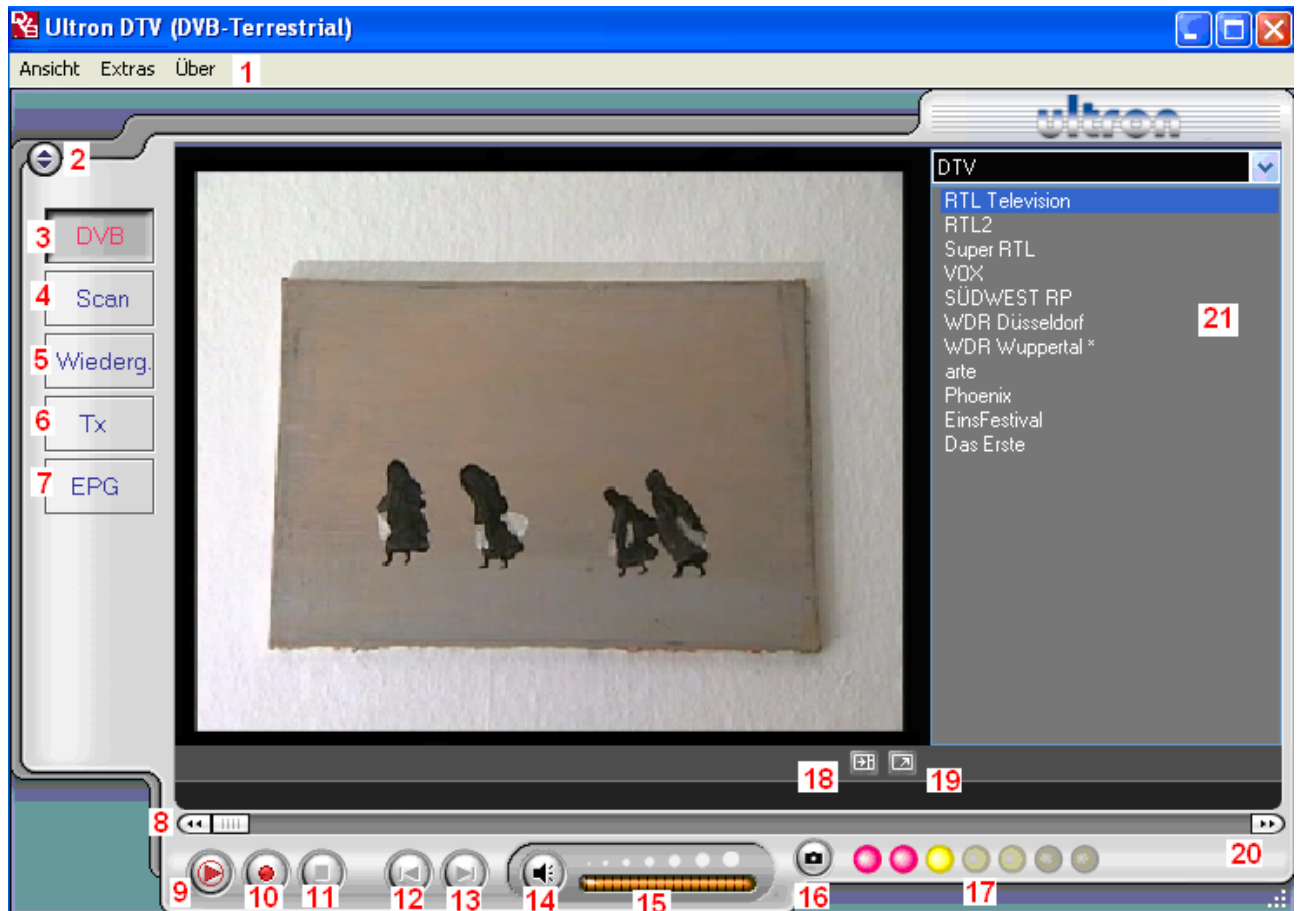 Ultron DTV (DVB-Terrestrial)
Ansicht Extras Über 1
ultron
2
DTV
3 DVB
4 Scan
5 Wiederg.
6 Tx
7 EPG
RTL Television
RTL2
Super RTL
VOX
SÜDWEST RP
WDR Düsseldorf
WDR Wuppertal *
arte
Phoenix
EinsFestival
Das Erste
21
18
19
8
20
9
10
11
12
13
14
15
16
17